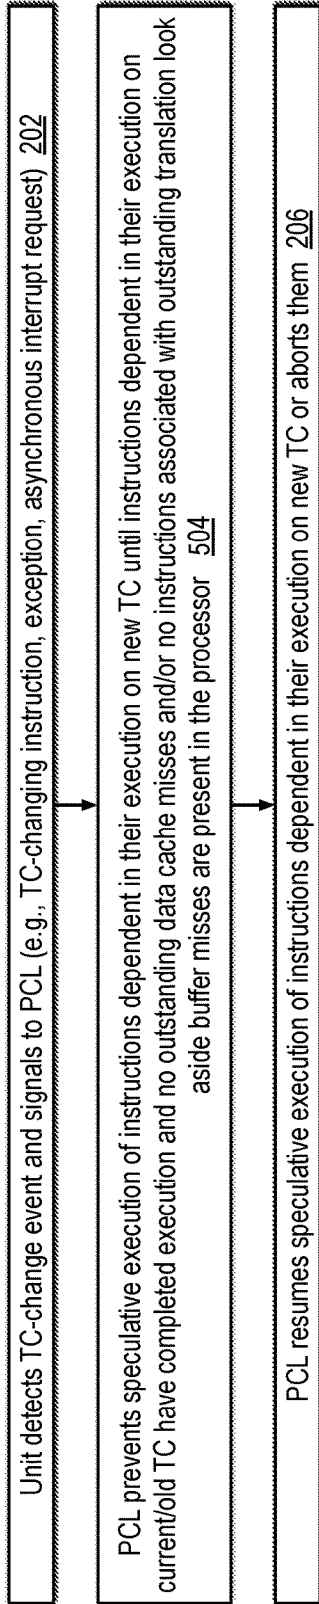 Unit detects TC-change event and signals to PCL (e.g., TC-changing instruction, exception, asynchronous interrupt request) 202
PCL prevents speculative execution of instructions dependent in their execution on new TC until instructions dependent in their execution on
current/old TC have completed execution and no outstanding data cache misses and/or no instructions associated with outstanding translation look
aside buffer misses are present in the processor 504
PCL resumes speculative execution of instructions dependent in their execution on new TC or aborts them 206